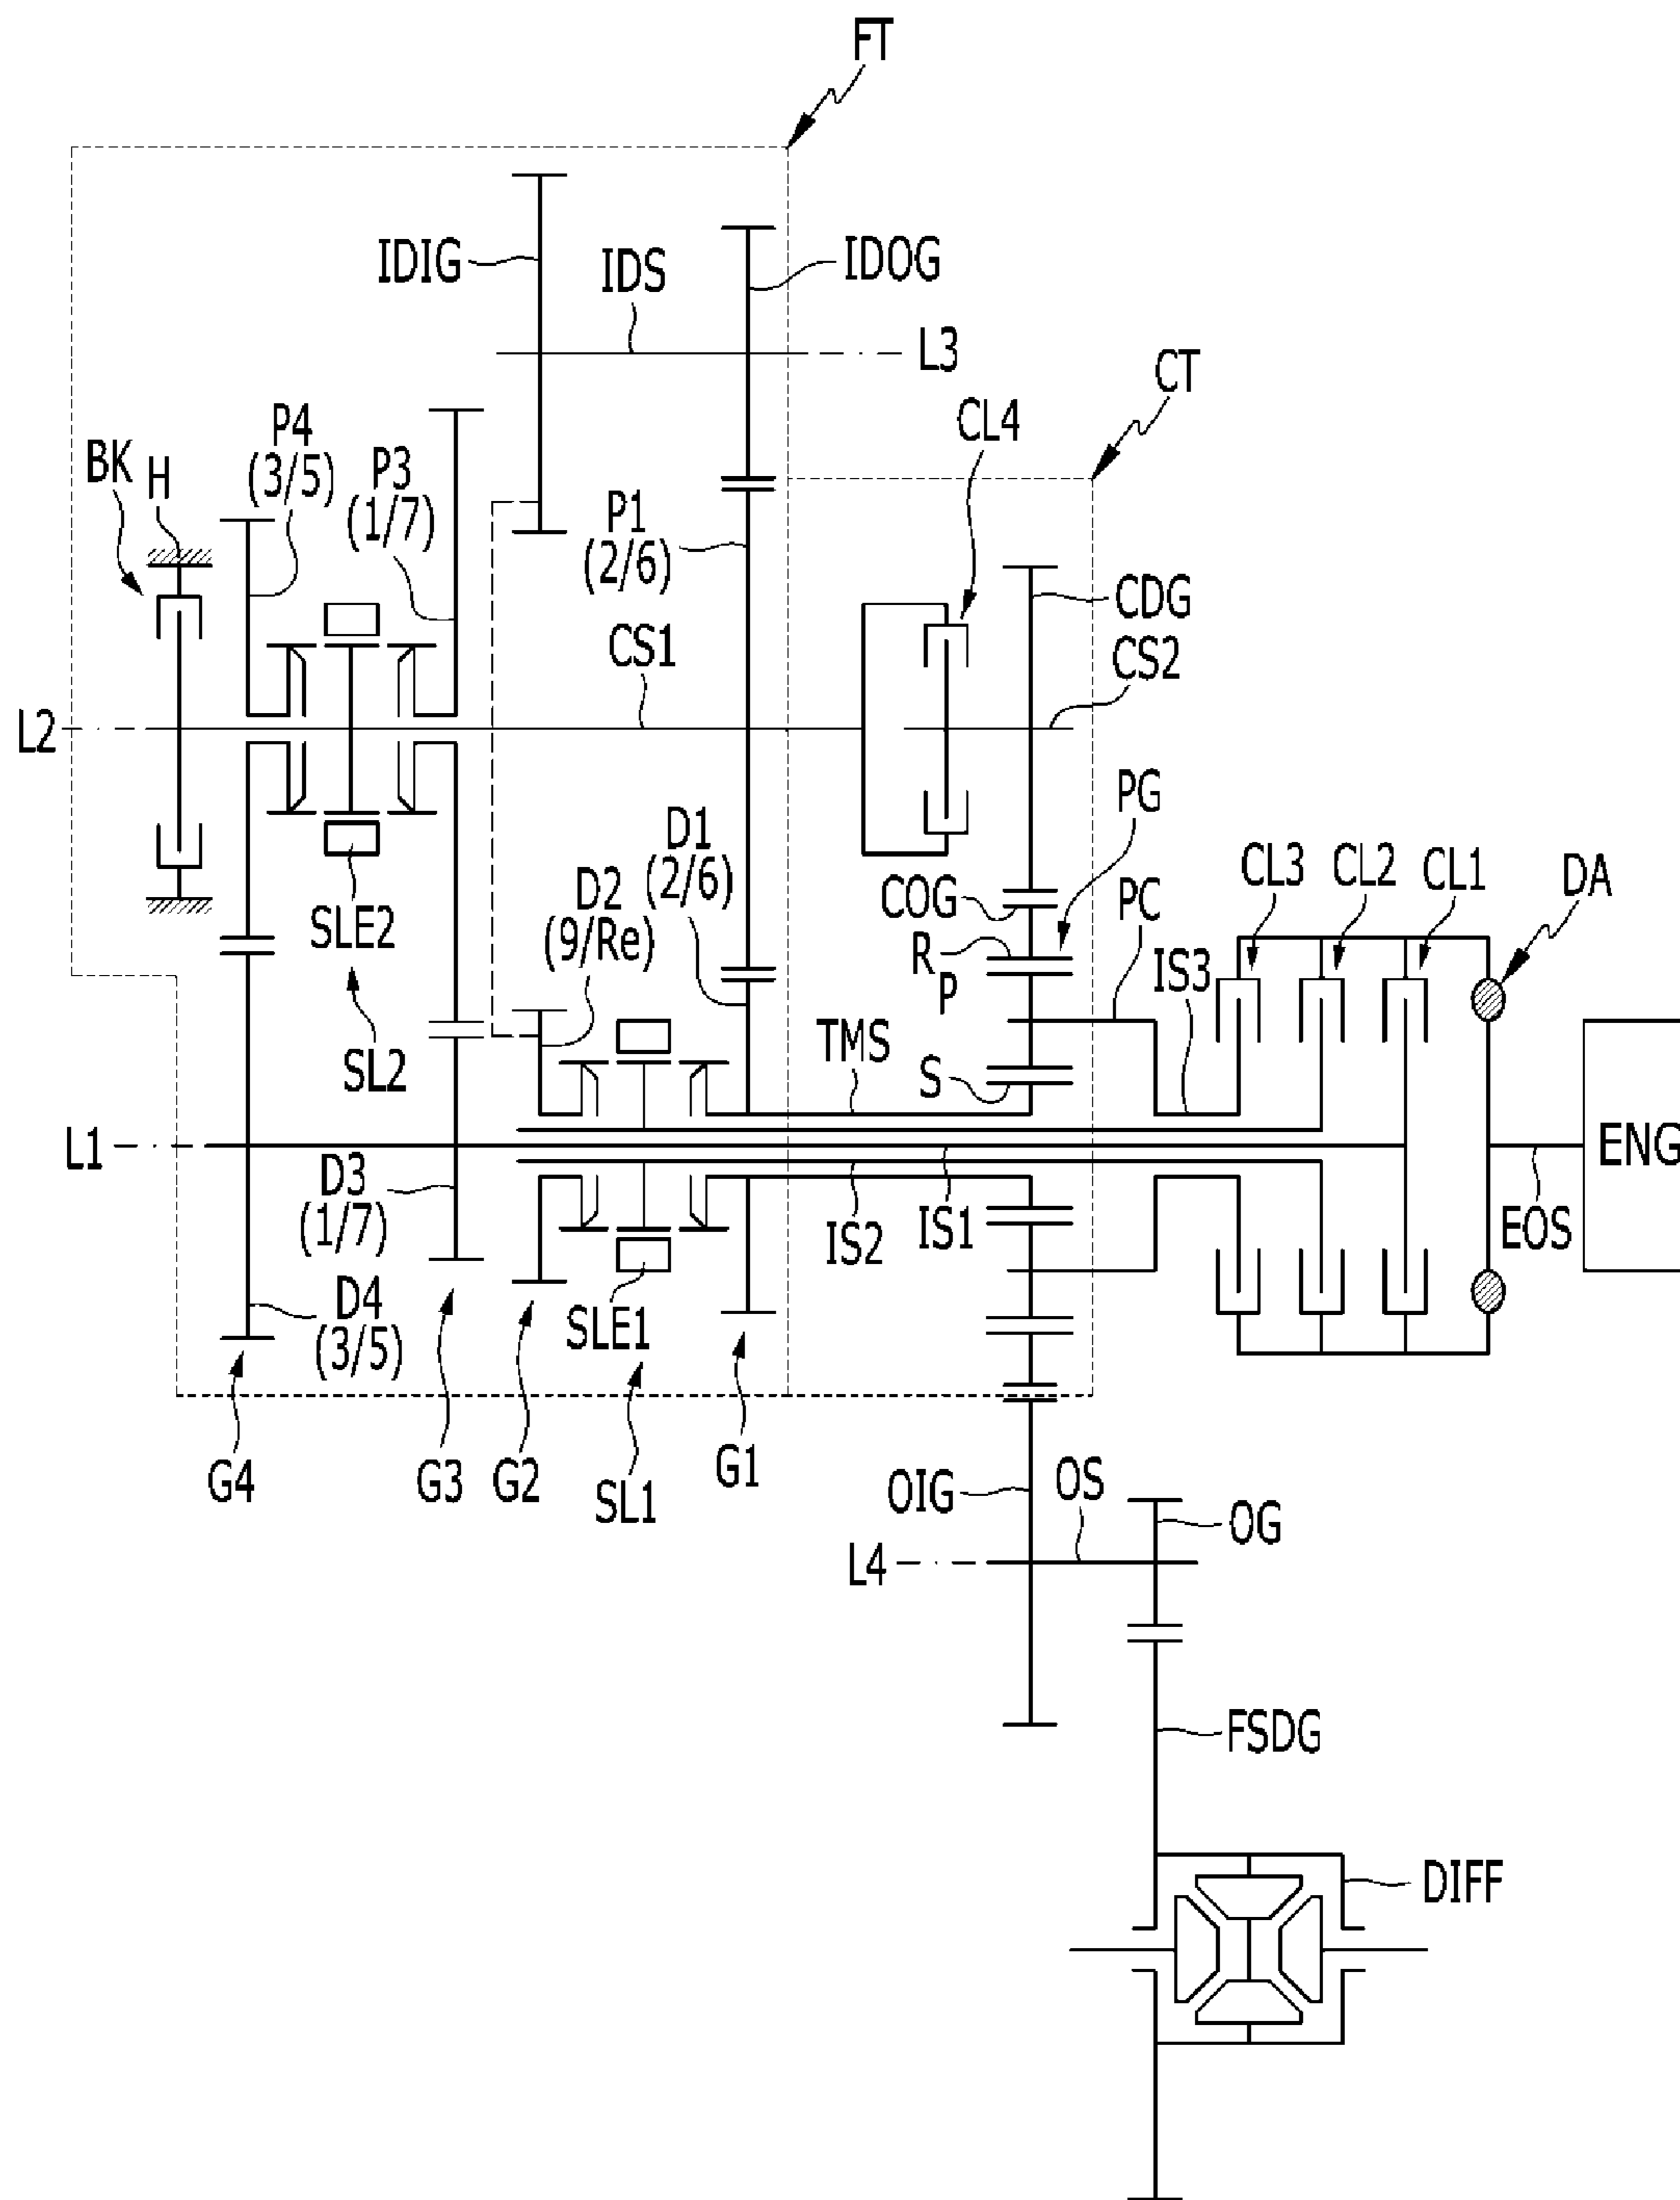 FT
IDIG
IDS
IDOG
L3
CT
P4
(3/5)
CL4
BK
H
P3
(1/7)
P1
(2/6)
CDG
CS1
CS2
L2
PG
D1
(2/6)
CL3
CL2
CL1
DA
D2
(9/Re)
COG
PC
SLE2
R
P
IS3
SL2
TMS
S
L1
ENG
D3
(1/7)
IS2
IS1
EOS
D4
(3/5)
SLE1
G4
G3
G2
SL1
G1
OIG
OS
OG
L4
FSDG
DIFF